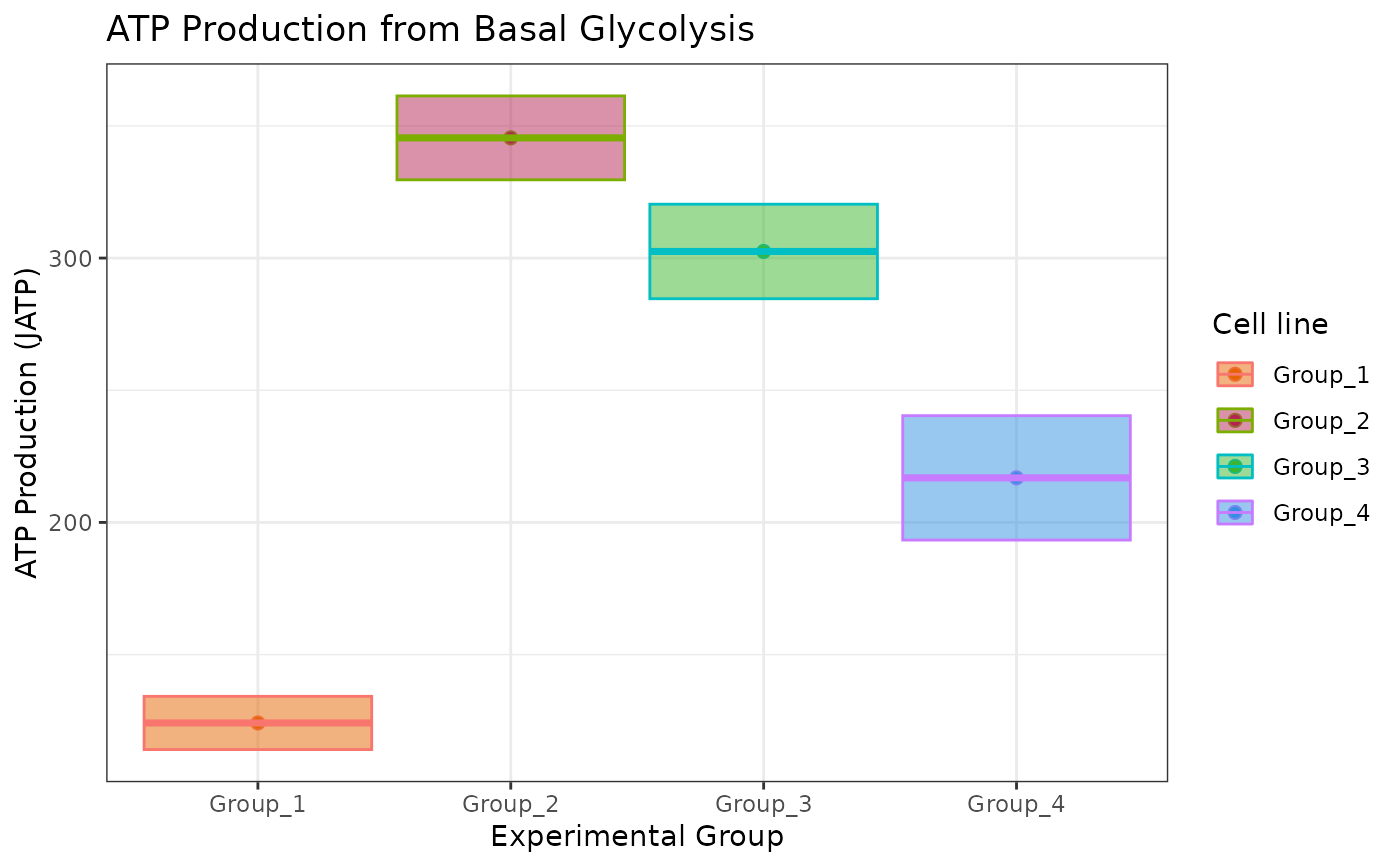 ATP Production from Basal Glycolysis
ATP Production (JATP)
300
200
Group_1
Group_2
Group_3
Group_4
Experimental Group
Cell line
Group_1
Group_2
Group_3
Group_4